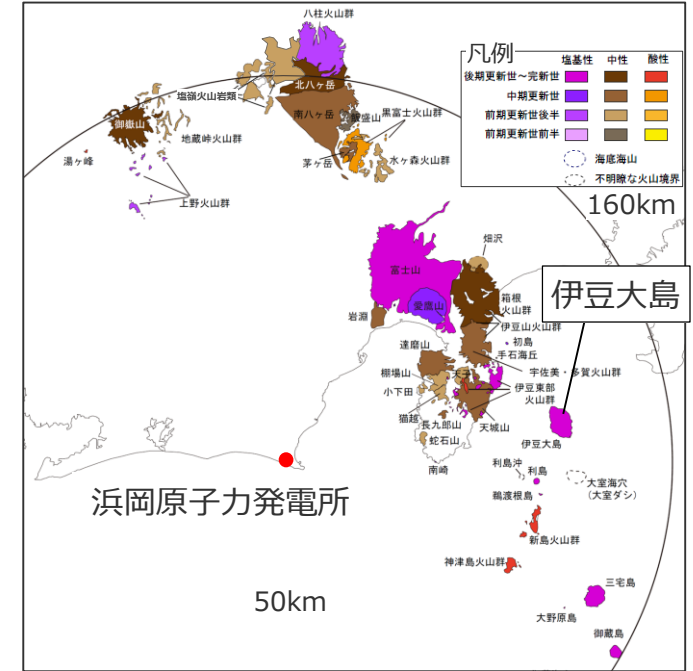 八柱火山群
凡例
塩基性 中性 酸性
後期更新世~完新世
中期更新世
前期更新世後半
前期更新世前半
海底海山
不明瞭な火山境界
160km
北八ヶ岳
塩嶺火山岩類
南八ヶ岳
飯盛山
黒富士火山群
御嶽山
地蔵峠火山群
茅ヶ岳
水ヶ森火山群
湯ヶ峰
上野火山群
畑沢
富士山
伊豆大島
愛鷹山
箱根
火山群
岩淵
伊豆山火山群
初島
達磨山
手石海丘
棚場山
天子
宇佐美・多賀火山群
小下田
伊豆東部
火山群
猫越
長九郎山
天城山
蛇石山
伊豆大島
南崎
利島沖
利島
大室海穴
(大室ダシ)
鵜渡根島
浜岡原子力発電所
新島火山群
神津島火山群
三宅島
50km
大野原島
御蔵島